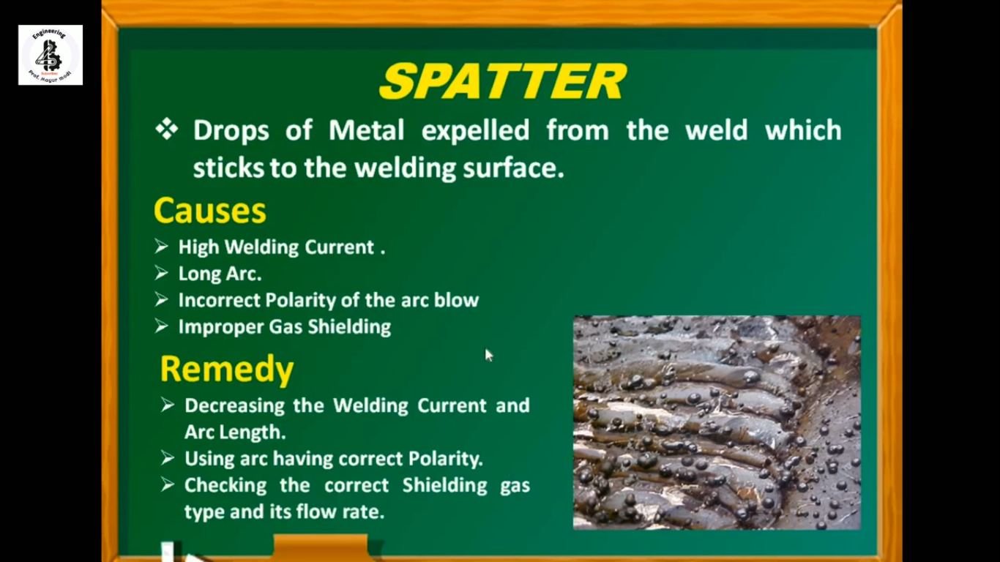 Engineering
Subscribe
Prof. Mayur modi
SPATTER
❖ Drops of Metal expelled from the weld which
sticks to the welding surface.
Causes
➢ High Welding Current .
➢ Long Arc.
➢ Incorrect Polarity of the arc blow
➢ Improper Gas Shielding
Remedy
➢ Decreasing the Welding Current and
Arc Length.
➢ Using arc having correct Polarity.
➢ Checking the correct Shielding gas
type and its flow rate.